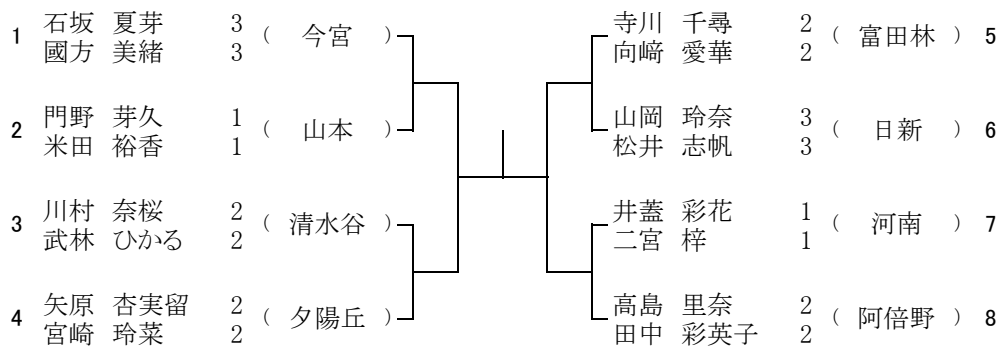 1 石坂 夏芽 3 ( 今宮 )
國方 美緒 3
2 門野 芽久 1 ( 山本 )
米田 裕香 1
3 川村 奈桜 2 ( 清水谷 )
武林 ひかる 2
4 矢原 杏実留 2 ( 夕陽丘 )
宮崎 玲菜 2
寺川 千尋 2 ( 富田林 ) 5
向﨑 愛華 2
山岡 玲奈 3 ( 日新 ) 6
松井 志帆 3
井蓋 彩花 1 ( 河南 ) 7
二宮 梓 1
高島 里奈 2 ( 阿倍野 ) 8
田中 彩英子 2